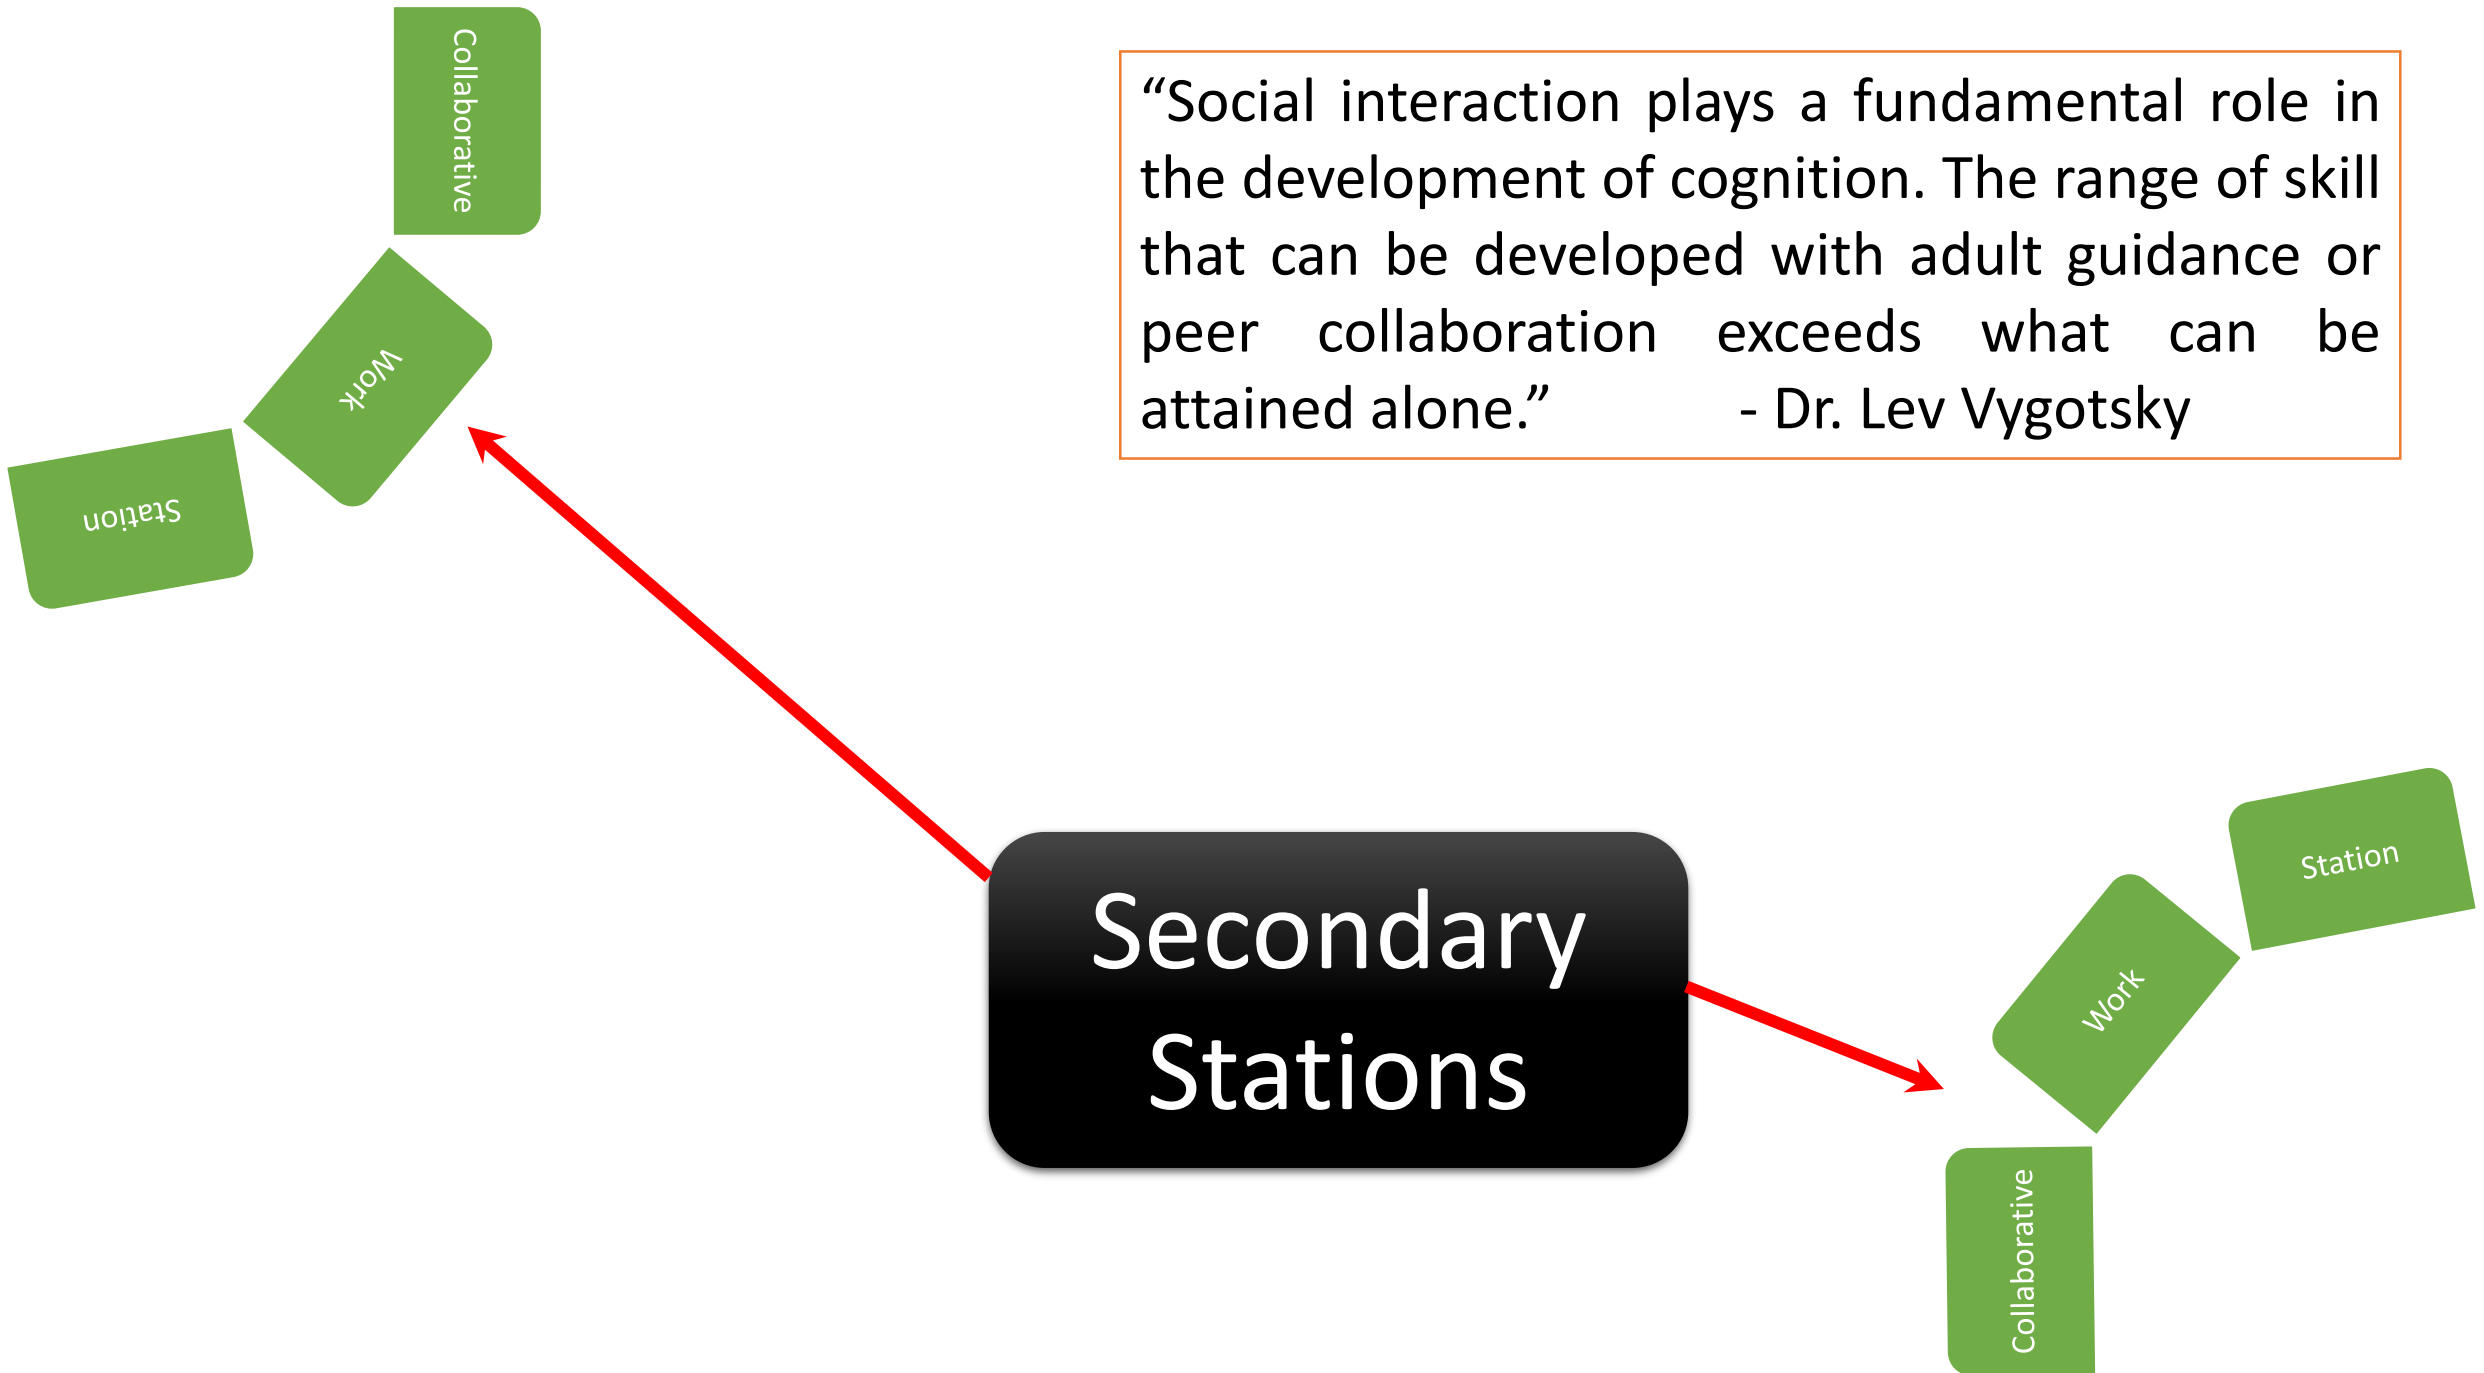 Collaborative
Work
Station
“Social interaction plays a fundamental role in
the development of cognition. The range of skill
that can be developed with adult guidance or
peer collaboration exceeds what can be
attained alone.” - Dr. Lev Vygotsky
Secondary
Stations
Station
Work
Collaborative